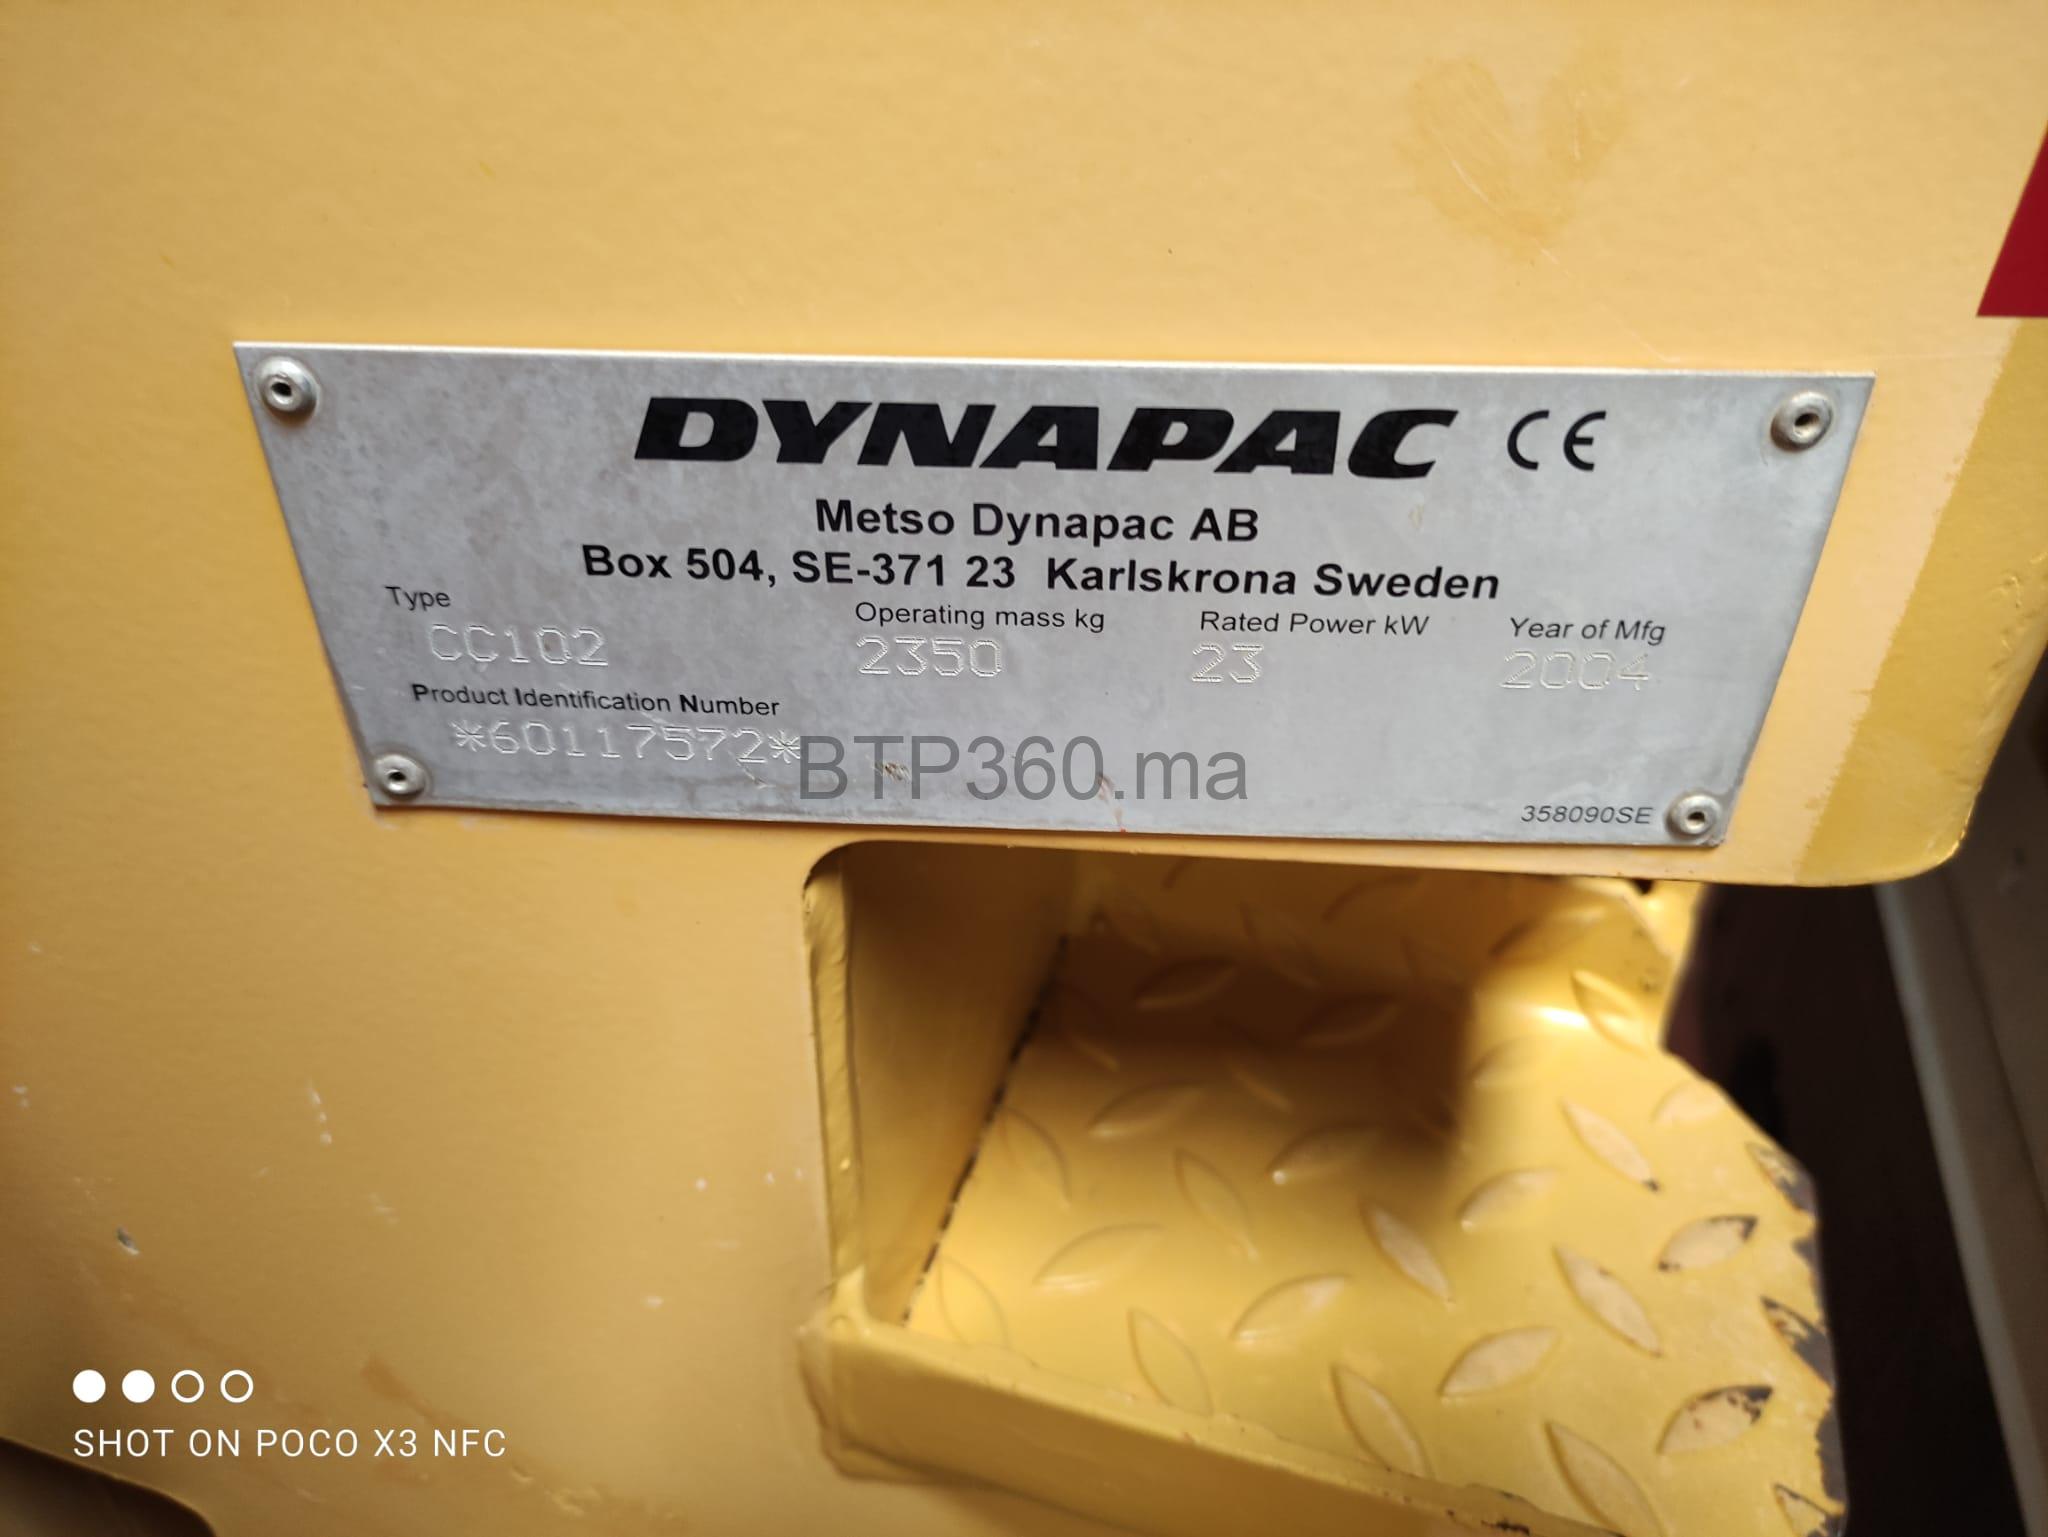 DYNAPAC CE
Metso Dynapac AB
Box 504, SE-371 23 Karlskrona Sweden
Type Operating mass kg Rated Power kW Year of Mfg
CC102 2350 23 2004
Product Identification Number
*60117572*
BTP360.ma
358090SE
SHOT ON POCO X3 NFC